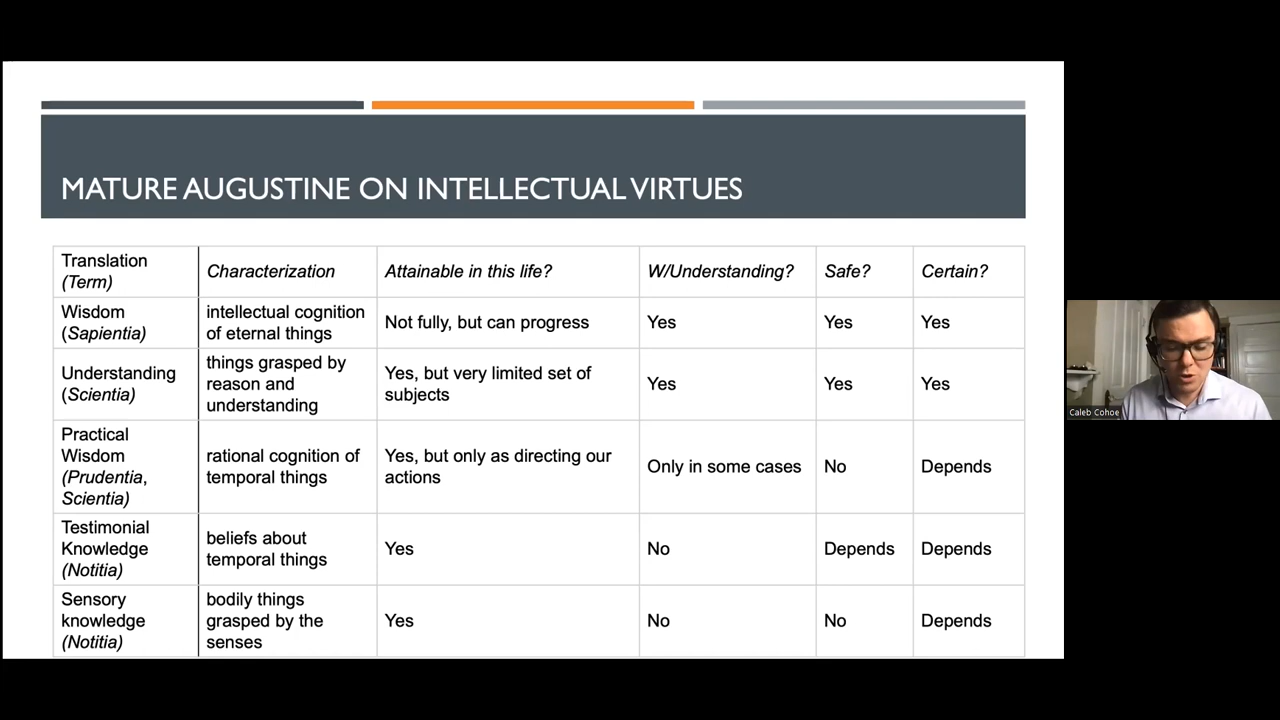 MATURE AUGUSTINE ON INTELLECTUAL VIRTUES
Translation
(Term)
Characterization
Attainable in this life?
W/Understanding?
Safe?
Certain?
Wisdom
(Sapientia)
intellectual cognition
of eternal things
Not fully, but can progress
Yes
Yes
Yes
Understanding
(Scientia)
things grasped by
reason and
understanding
Yes, but very limited set of
subjects
Yes
Yes
Yes
Practical
Wisdom
(Prudentia,
Scientia)
rational cognition of
temporal things
Yes, but only as directing our
actions
Only in some cases
No
Depends
Testimonial
Knowledge
(Notitia)
beliefs about
temporal things
Yes
No
Depends
Depends
Sensory
knowledge
(Notitia)
bodily things
grasped by the
senses
Yes
No
No
Depends
Caleb Cohoe